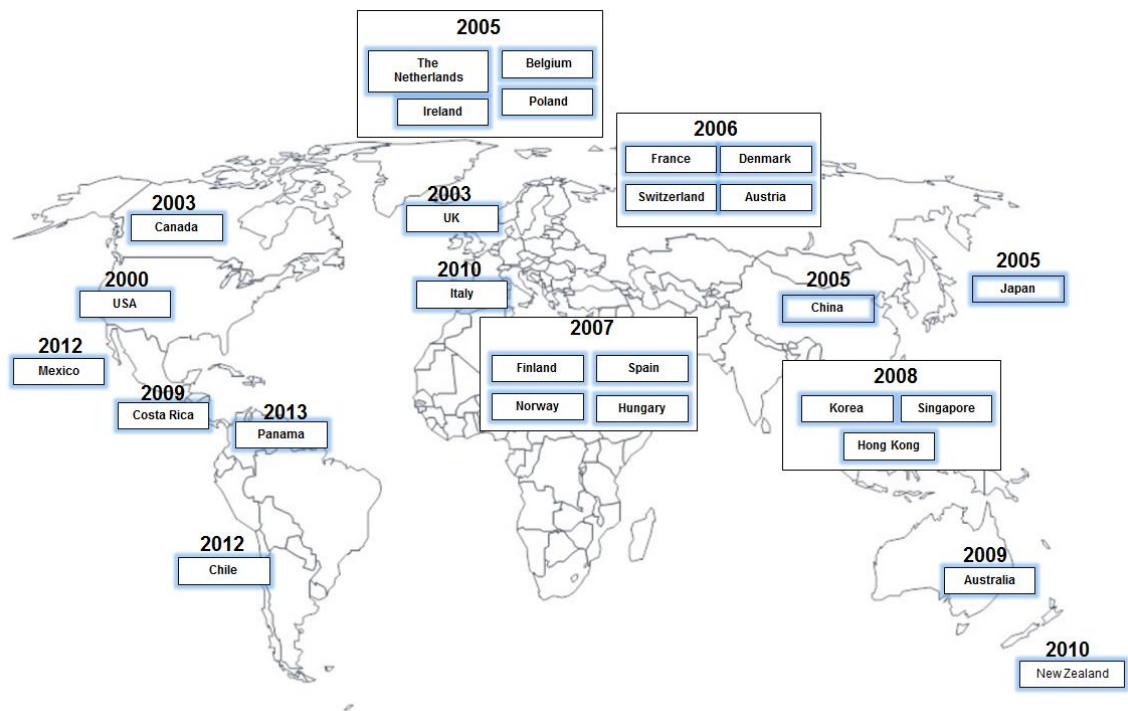 2005
The
Netherlands
Belgium
Ireland
Poland
2006
France
Denmark
Switzerland
Austria
2003
Canada
2003
UK
2000
USA
2010
Italy
2005
China
2005
Japan
2007
Finland
Spain
Norway
Hungary
2012
Mexico
2009
Costa Rica
2013
Panama
2008
Korea
Singapore
Hong Kong
2012
Chile
2009
Australia
2010
New Zealand